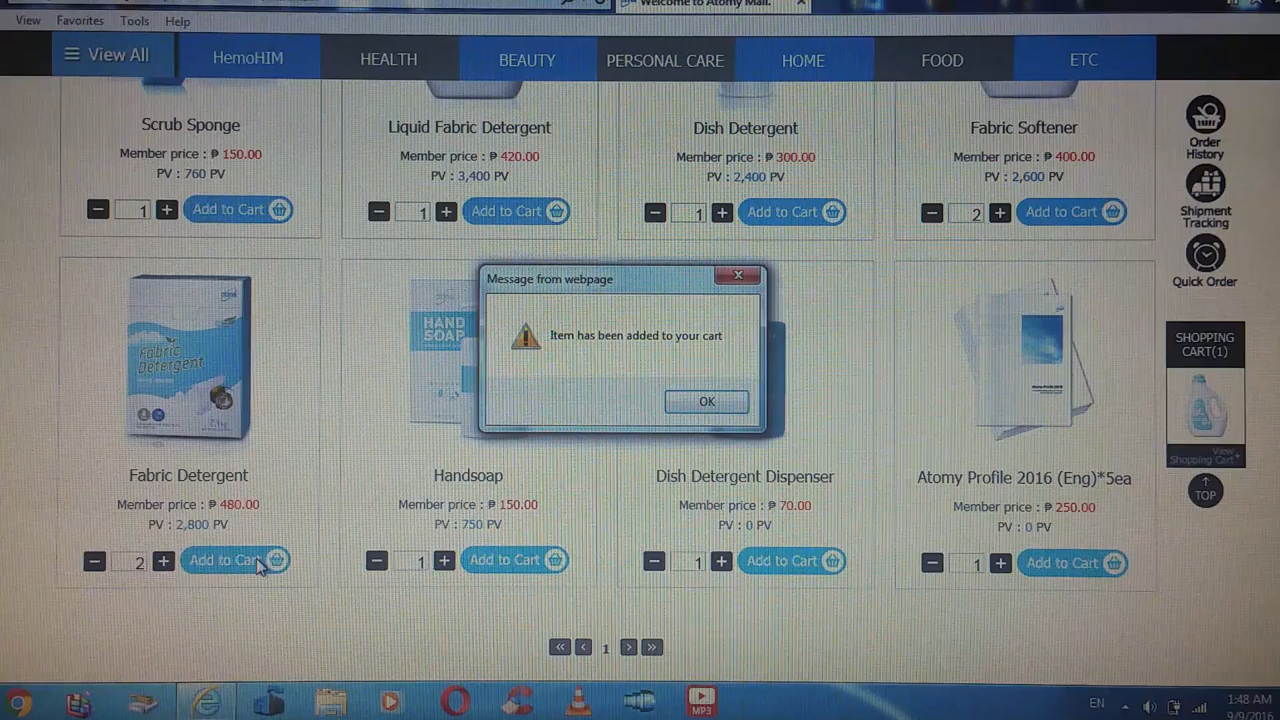 View Favorites Tools Help
Welcome to Atomy Mall.
View All HemoHIM HEALTH BEAUTY PERSONAL CARE HOME FOOD ETC
Scrub Sponge
Member price : ₱ 150.00
PV : 760 PV
1 Add to Cart
Liquid Fabric Detergent
Member price : ₱ 420.00
PV : 3,400 PV
1 Add to Cart
Dish Detergent
Member price : ₱ 300.00
PV : 2,400 PV
1 Add to Cart
Fabric Softener
Member price : ₱ 400.00
PV : 2,600 PV
2 Add to Cart
Order
History
Shipment
Tracking
Quick Order
SHOPPING
CART(1)
View
Shopping Cart+
TOP
Message from webpage
Item has been added to your cart
OK
Fabric
Detergent
Fabric Detergent
Member price : ₱ 480.00
PV : 2,800 PV
2 Add to Cart
HAND
SOAP
Handsoap
Member price : ₱ 150.00
PV : 750 PV
1 Add to Cart
Dish Detergent Dispenser
Member price : ₱ 70.00
PV : 0 PV
1 Add to Cart
Atomy Profile 2016 (Eng)*5ea
Member price : ₱ 250.00
PV : 0 PV
1 Add to Cart
« ‹ 1 › »
MP3
EN
1:48 AM
9/9/2016